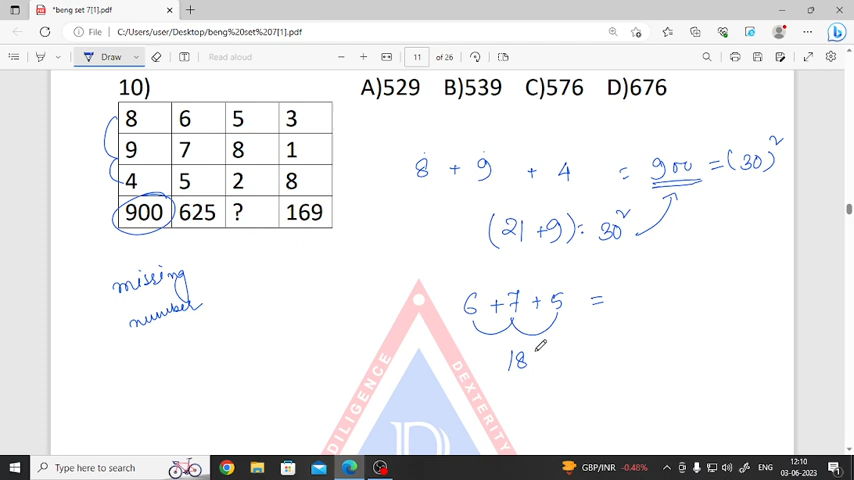 *beng set 7[1].pdf
File C:/Users/user/Desktop/beng%20set%207[1].pdf
Draw Read aloud 11 of 26
10) A)529 B)539 C)576 D)676
8 6 5 3
9 7 8 1
4 5 2 8
900 625 ? 169
8 + 9 + 4 = 900 = (30)²
(21 + 9) = 30²
missing
number
6 + 7 + 5 =
18
DILIGENCE DEXTERITY
D
Type here to search GBP/INR -0.48% ENG 12:10
03-06-2023